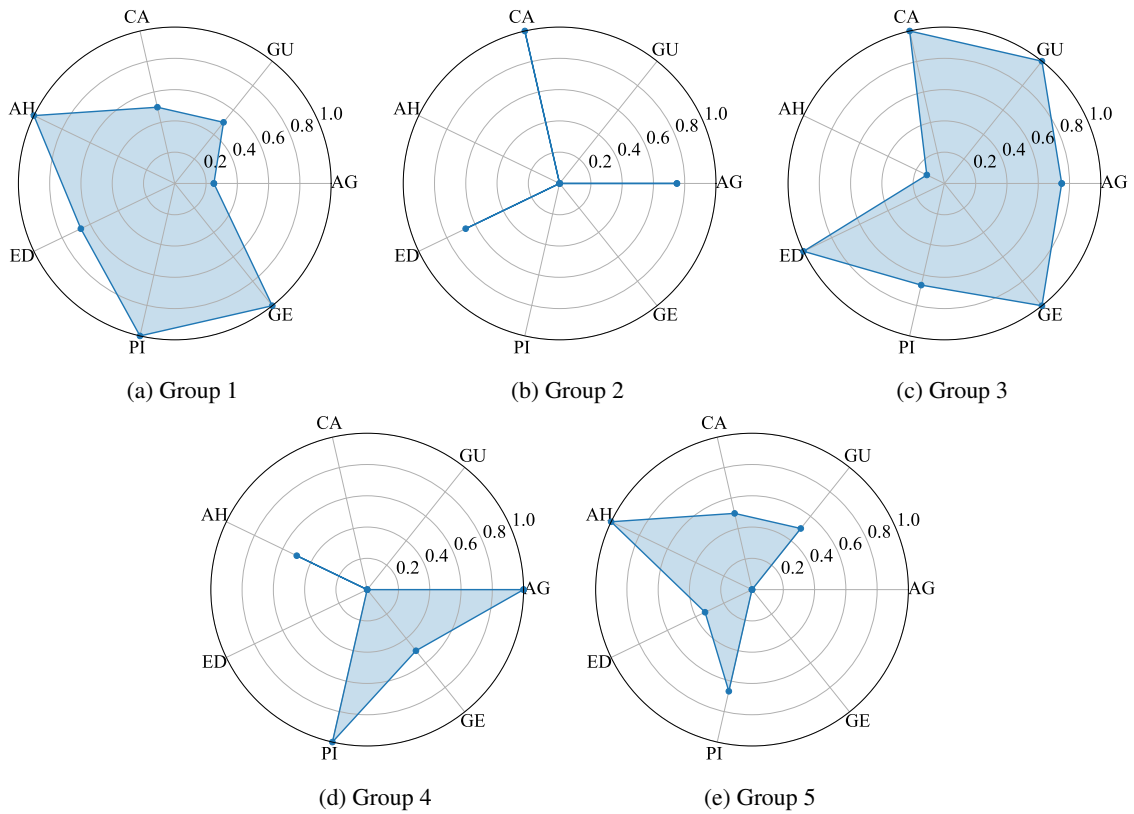 CA
GU
AH
1.0
0.8
0.6
0.4
0.2
AG
ED
GE
PI
(a) Group 1
CA
GU
AH
1.0
0.8
0.6
0.4
0.2
AG
ED
GE
PI
(b) Group 2
CA
GU
AH
1.0
0.8
0.6
0.4
0.2
AG
ED
GE
PI
(c) Group 3
CA
GU
AH
1.0
0.8
0.6
0.4
0.2
AG
ED
GE
PI
(d) Group 4
CA
GU
AH
1.0
0.8
0.6
0.4
0.2
AG
ED
GE
PI
(e) Group 5